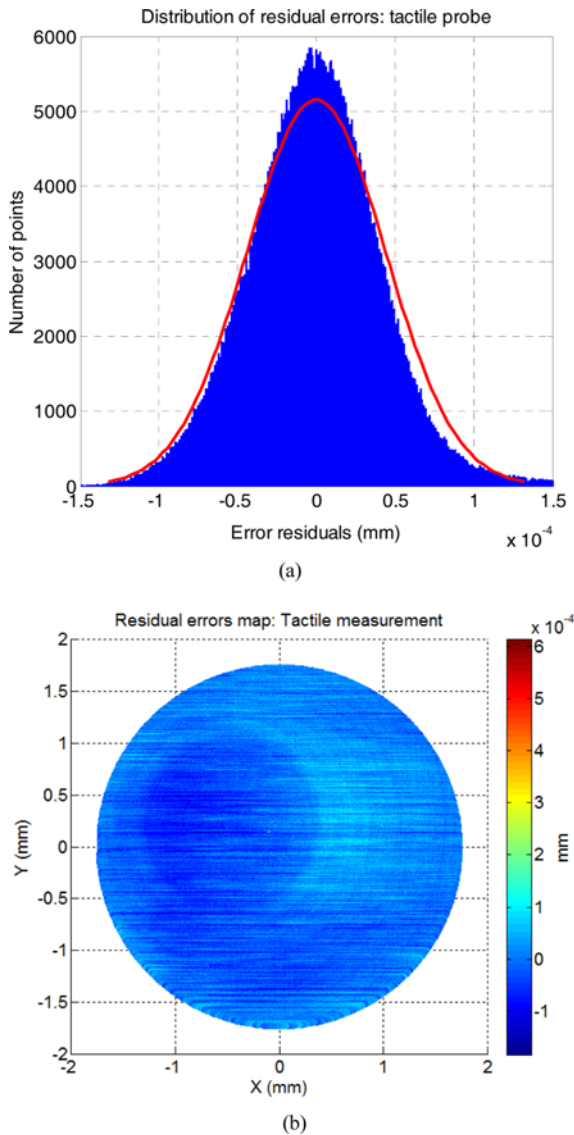 Distribution of residual errors: tactile probe
6000
5000
4000
3000
2000
1000
0
Number of points
-1.5 -1 -0.5 0 0.5 1 1.5
Error residuals (mm)
x 10-4
(a)
Residual errors map: Tactile measurement
2
1.5
1
0.5
0
-0.5
-1
-1.5
-2
Y (mm)
-2 -1 0 1 2
X (mm)
x 10-4
6
5
4
3
2
1
0
-1
mm
(b)